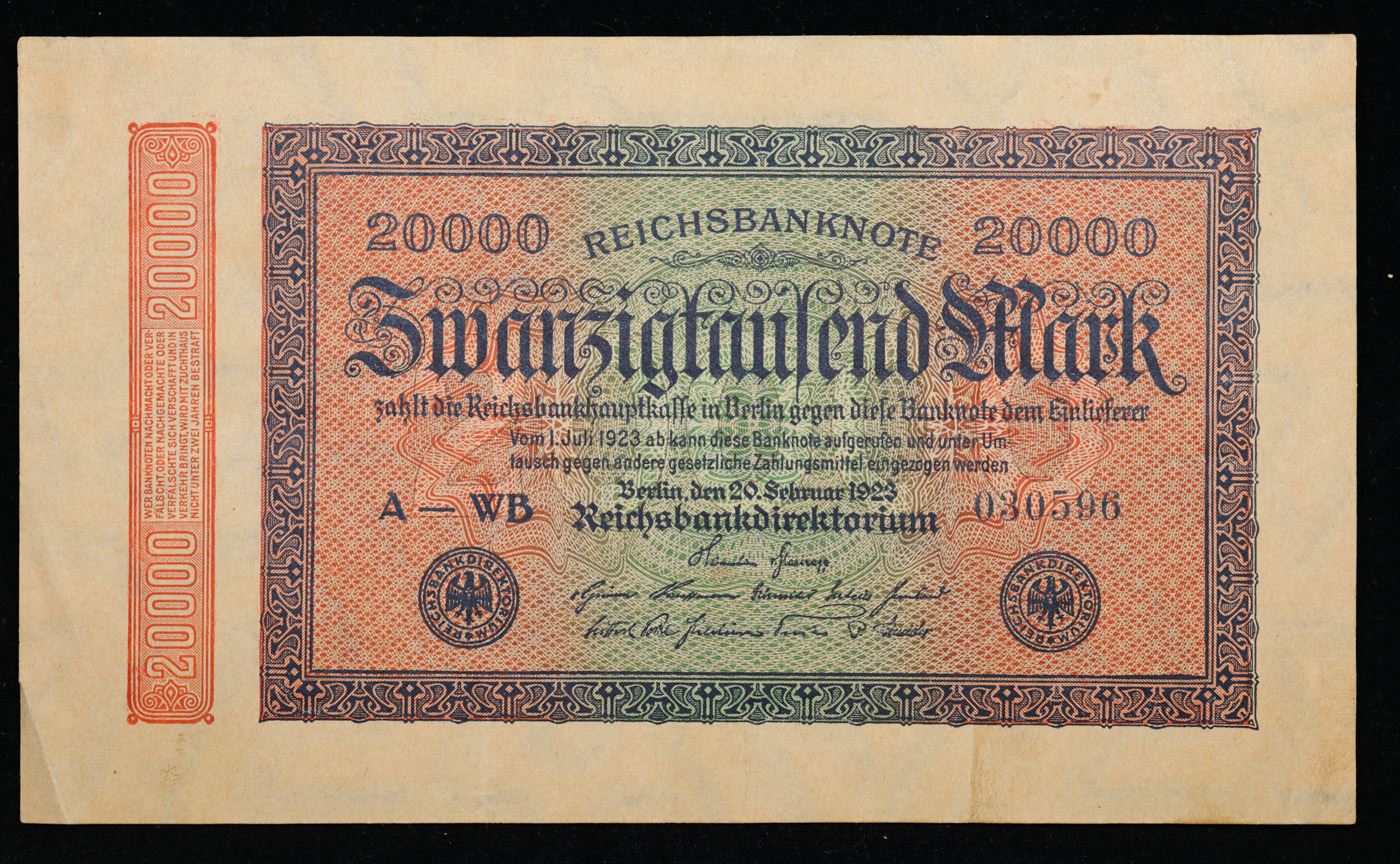 20000
WER BANKNOTEN NACHMACHT ODER VER-
FÄLSCHT, ODER NACHGEMACHTE ODER
VERFÄLSCHTE SICH VERSCHAFFT UND IN
VERKEHR BRINGT, WIRD MIT ZUCHTHAUS
NICHT UNTER ZWEI JAHREN BESTRAFT
20000
20000 REICHSBANKNOTE 20000
Zwanzigtausend Mark
zahlt die Reichsbankhauptkasse in Berlin gegen diese Banknote dem Einlieferer
Vom 1. Juli 1923 ab kann diese Banknote aufgerufen und unter Um-
tausch gegen andere gesetzliche Zahlungsmittel eingezogen werden
Berlin, den 20. Februar 1923
A — WB Reichsbankdirektorium 030596
REICHSBANKDIREKTORIUM
REICHSBANKDIREKTORIUM